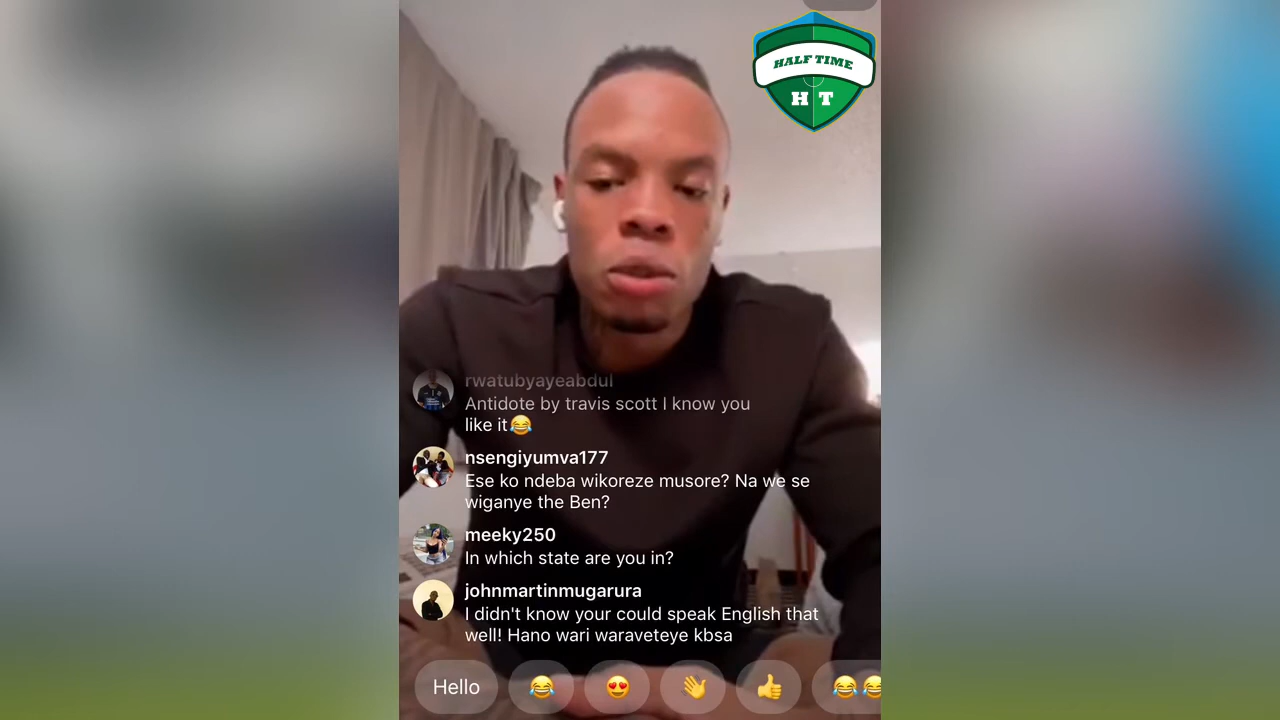 HALF TIME
H T
rwatubyayeabdul
Antidote by travis scott I know you
like it😂
nsengiyumva177
Ese ko ndeba wikoreze musore? Na we se
wiganye the Ben?
meeky250
In which state are you in?
johnmartinmugarura
I didn't know your could speak English that
well! Hano wari waraveteye kbsa
Hello 😂 😍 👋 👍 😂😂